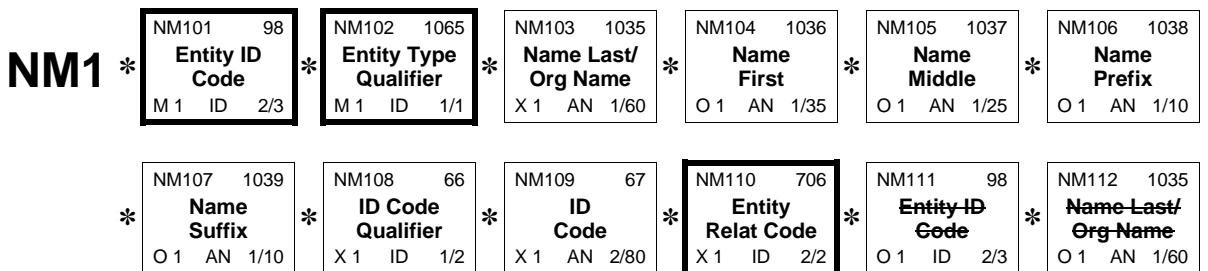 NM101 98 NM102 1065 NM103 1035 NM104 1036 NM105 1037 NM106 1038
NM1 * Entity ID * Entity Type * Name Last/ * Name * Name * Name
Code Qualifier Org Name First Middle Prefix
M 1 ID 2/3 M 1 ID 1/1 X 1 AN 1/60 O 1 AN 1/35 O 1 AN 1/25 O 1 AN 1/10
NM107 1039 NM108 66 NM109 67 NM110 706 NM111 98 NM112 1035
* Name * ID Code * ID * Entity * Entity ID * Name Last/
Suffix Qualifier Code Relat Code Code Org Name
O 1 AN 1/10 X 1 ID 1/2 X 1 AN 2/80 X 1 ID 2/2 O 1 ID 2/3 O 1 AN 1/60